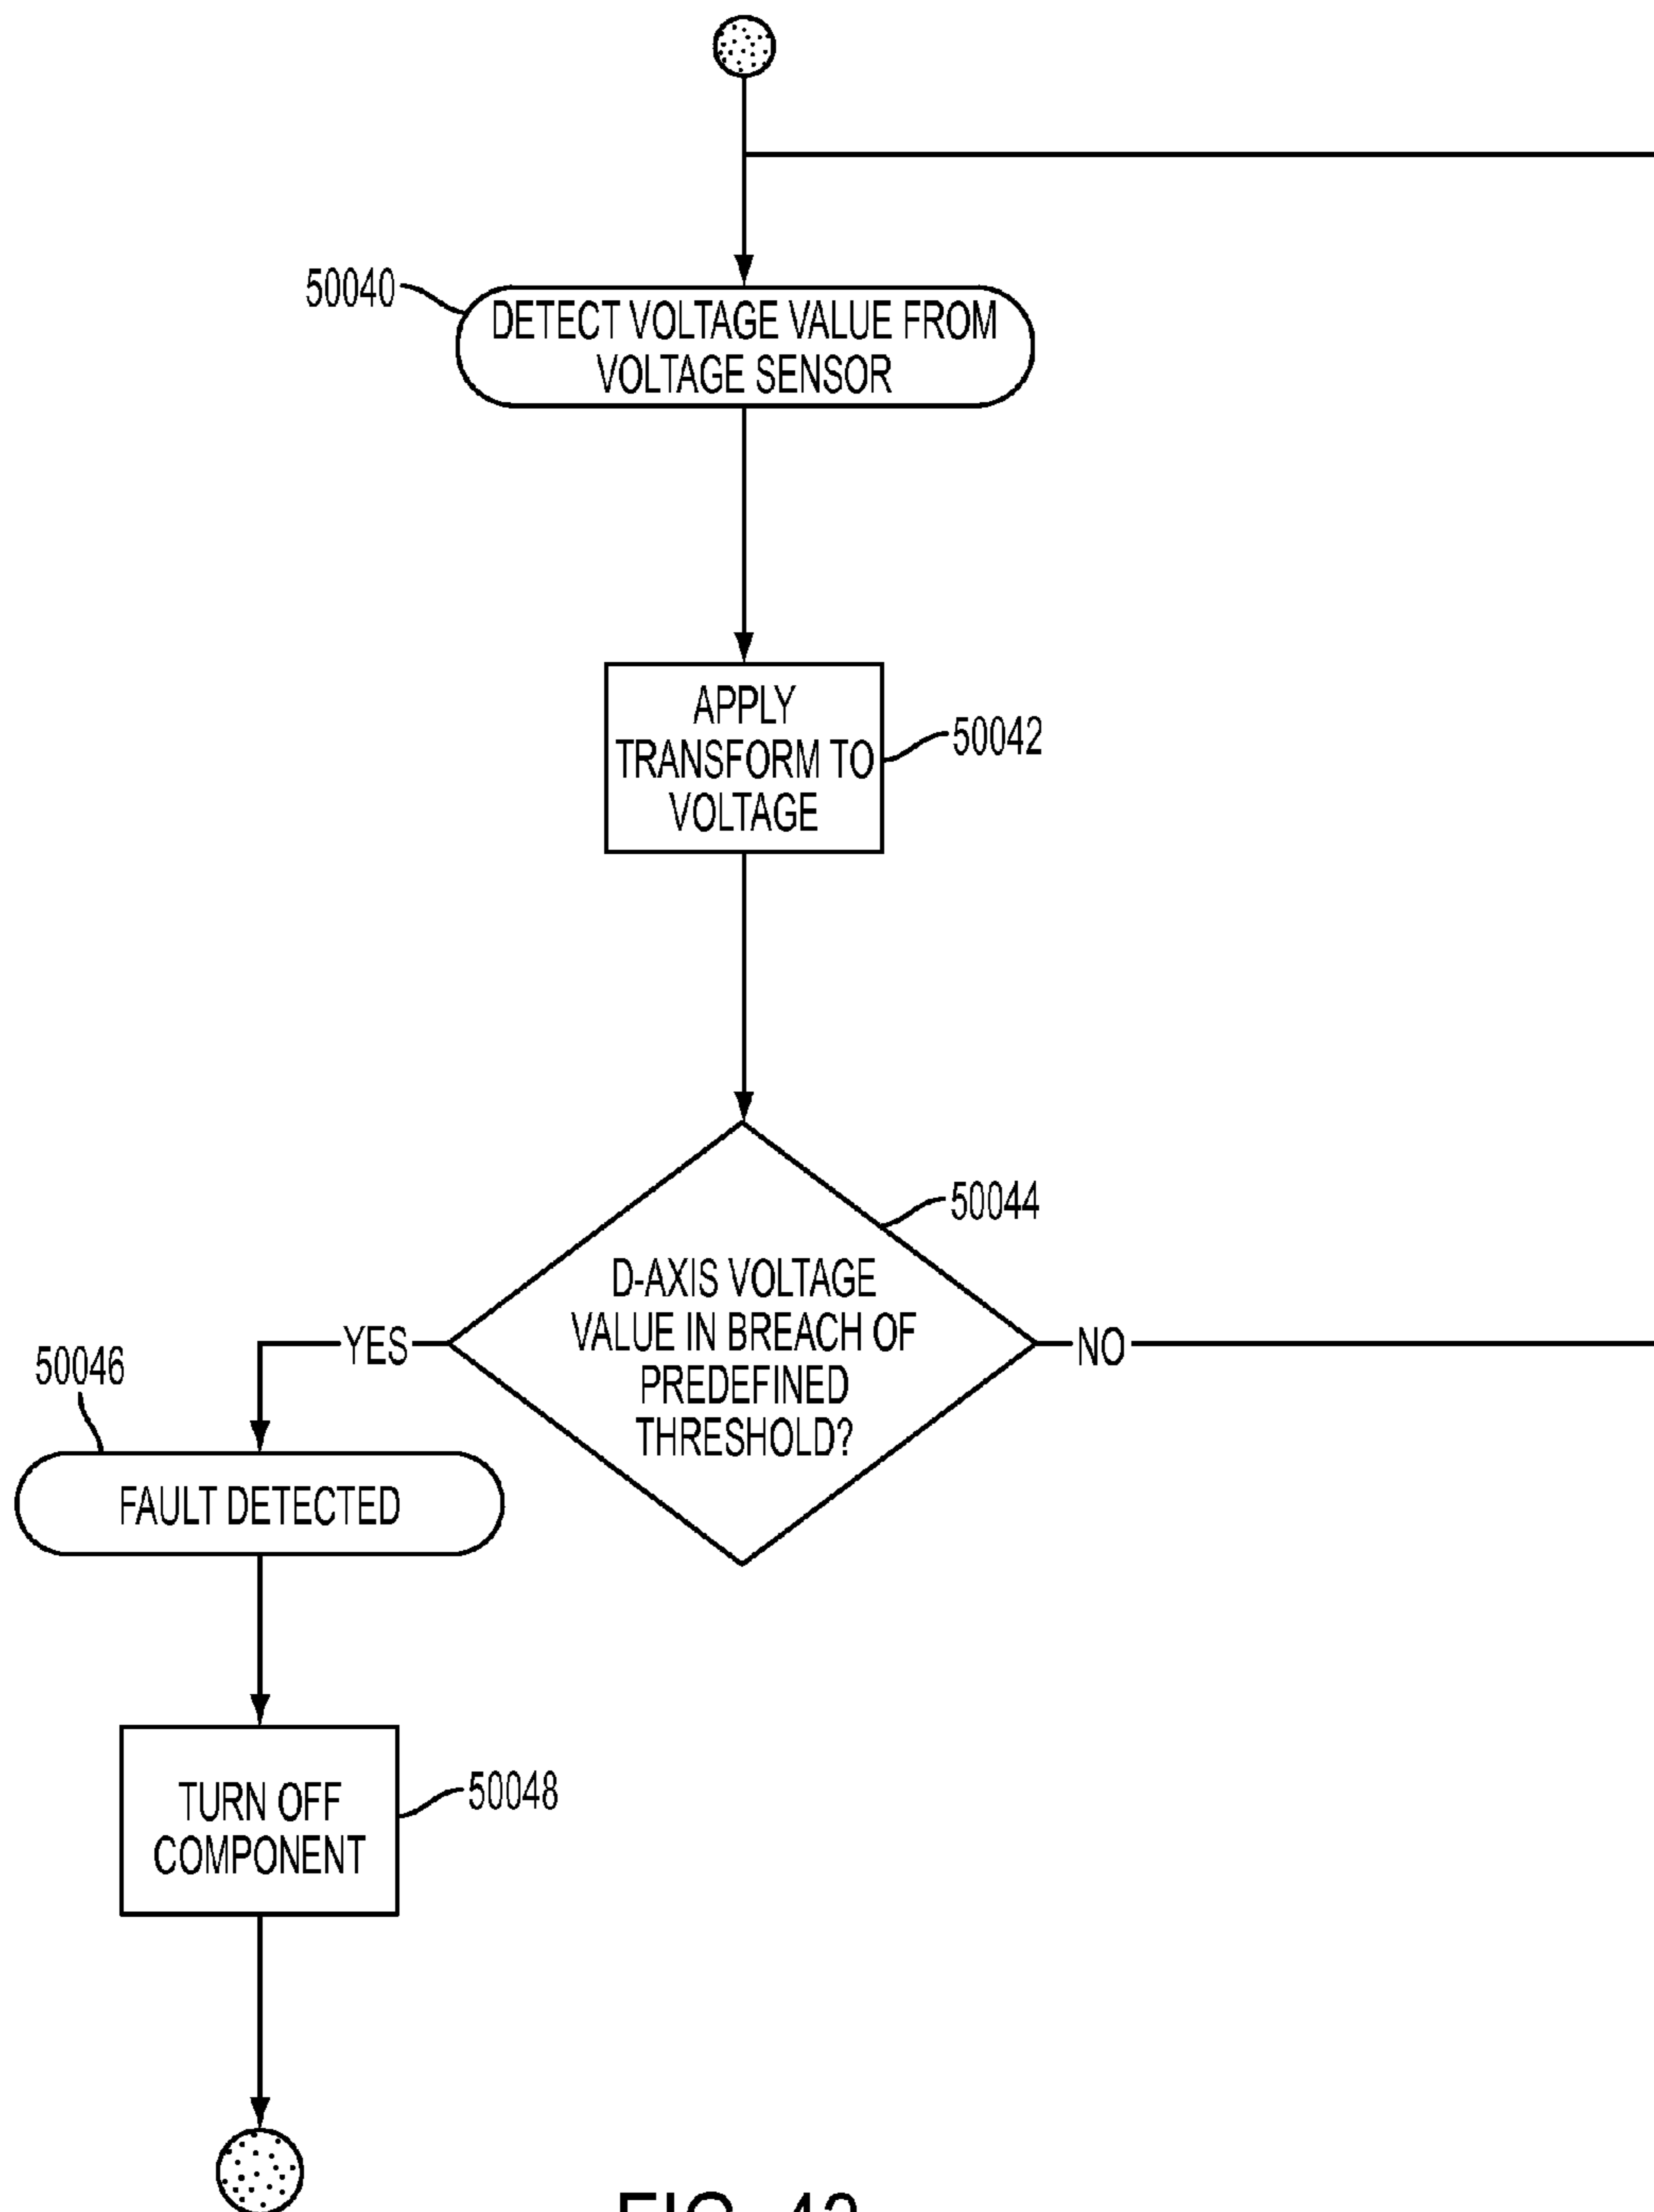 50040
DETECT VOLTAGE VALUE FROM
VOLTAGE SENSOR
APPLY
TRANSFORM TO
VOLTAGE
50042
50044
D-AXIS VOLTAGE
VALUE IN BREACH OF
PREDEFINED
THRESHOLD?
YES
NO
50046
FAULT DETECTED
TURN OFF
COMPONENT
50048